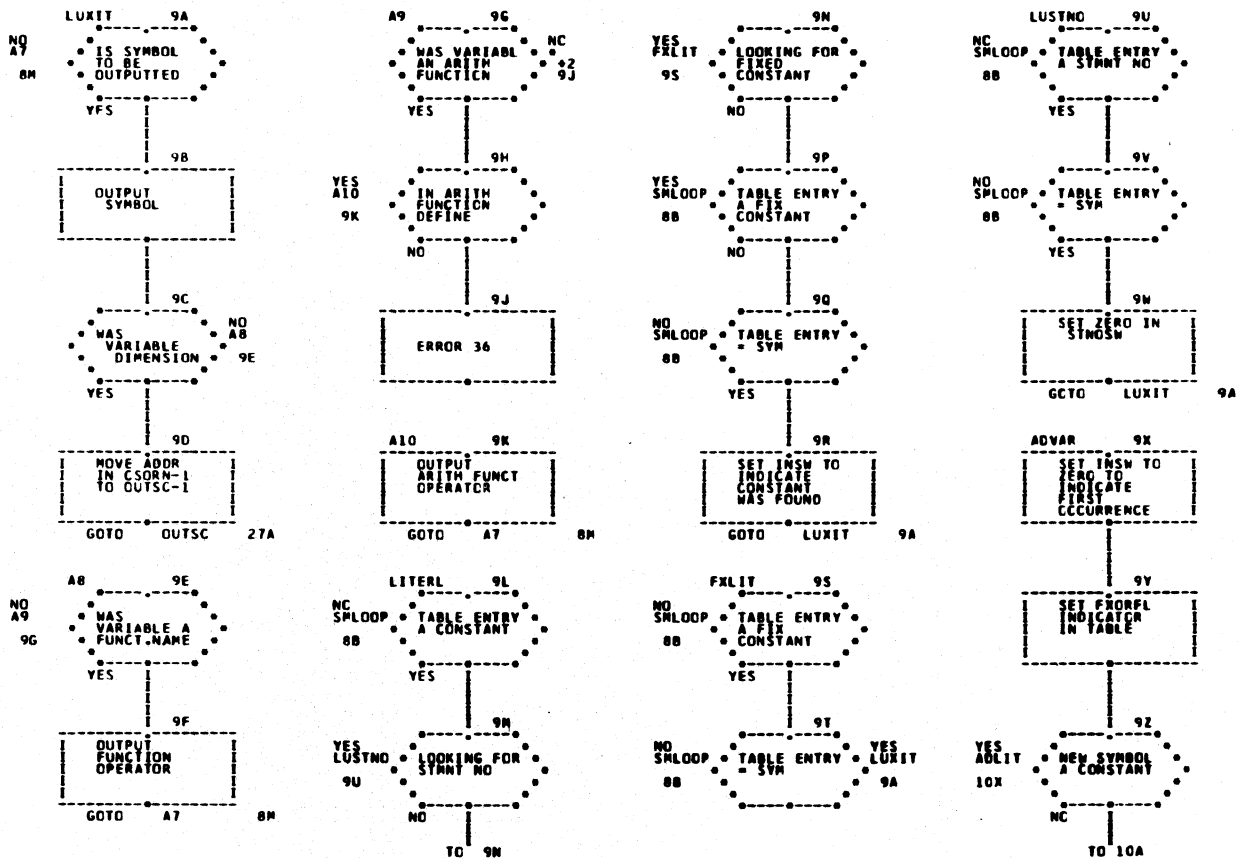 LUXIT 9A
NO
A7
8M
IS SYMBOL
TO BE
OUTPUTTED
YFS
9B
OUTPUT
SYMBOL
9C
WAS
VARIABLE
DIMENSION
NO
A8
9E
YES
9D
MOVE ADDR
IN CSORN-1
TO OUTSC-1
GOTO OUTSC 27A
A8 9E
NO
A9
9G
WAS
VARIABLE A
FUNCT.NAME
YES
9F
OUTPUT
FUNCTION
OPERATOR
GOTO A7 8M
A9 9G
WAS VARIABL
AN ARITH
FUNCTION
NC
+2
9J
YES
9H
YES
A10
9K
IN ARITH
FUNCTION
DEFINE
NO
9J
ERROR 36
A10 9K
OUTPUT
ARITH FUNCT
OPERATOR
GOTO A7 8M
LITERL 9L
NC
SMLOOP
8B
TABLE ENTRY
A CONSTANT
YES
9M
YES
LUSTNO
9U
LOOKING FOR
STMNT NO
NO
TO 9N
9N
YES
FXLIT
9S
LOOKING FOR
FIXED
CONSTANT
NO
9P
YES
SMLOOP
8B
TABLE ENTRY
A FIX
CONSTANT
NO
9Q
NO
SMLOOP
8B
TABLE ENTRY
= SYM
YES
9R
SET INSW TO
INDICATE
CONSTANT
WAS FOUND
GOTO LUXIT 9A
FXLIT 9S
NO
SMLOOP
8B
TABLE ENTRY
A FIX
CONSTANT
YES
9T
NO
SMLOOP
8B
TABLE ENTRY
= SYM
YES
LUXIT
9A
LUSTNO 9U
NC
SMLOOP
8B
TABLE ENTRY
A STMNT NO
YES
9V
NO
SMLOOP
8B
TABLE ENTRY
= SYM
YES
9W
SET ZERO IN
STNOSW
GCTO LUXIT 9A
ADVAR 9X
SET INSW TO
ZERO TO
INDICATE
FIRST
CCCURRENCE
9Y
SET FXORFL
INDICATCR
IN TABLE
9Z
YES
ADLIT
10X
NEW SYMBOL
A CONSTANT
NC
TO 10A